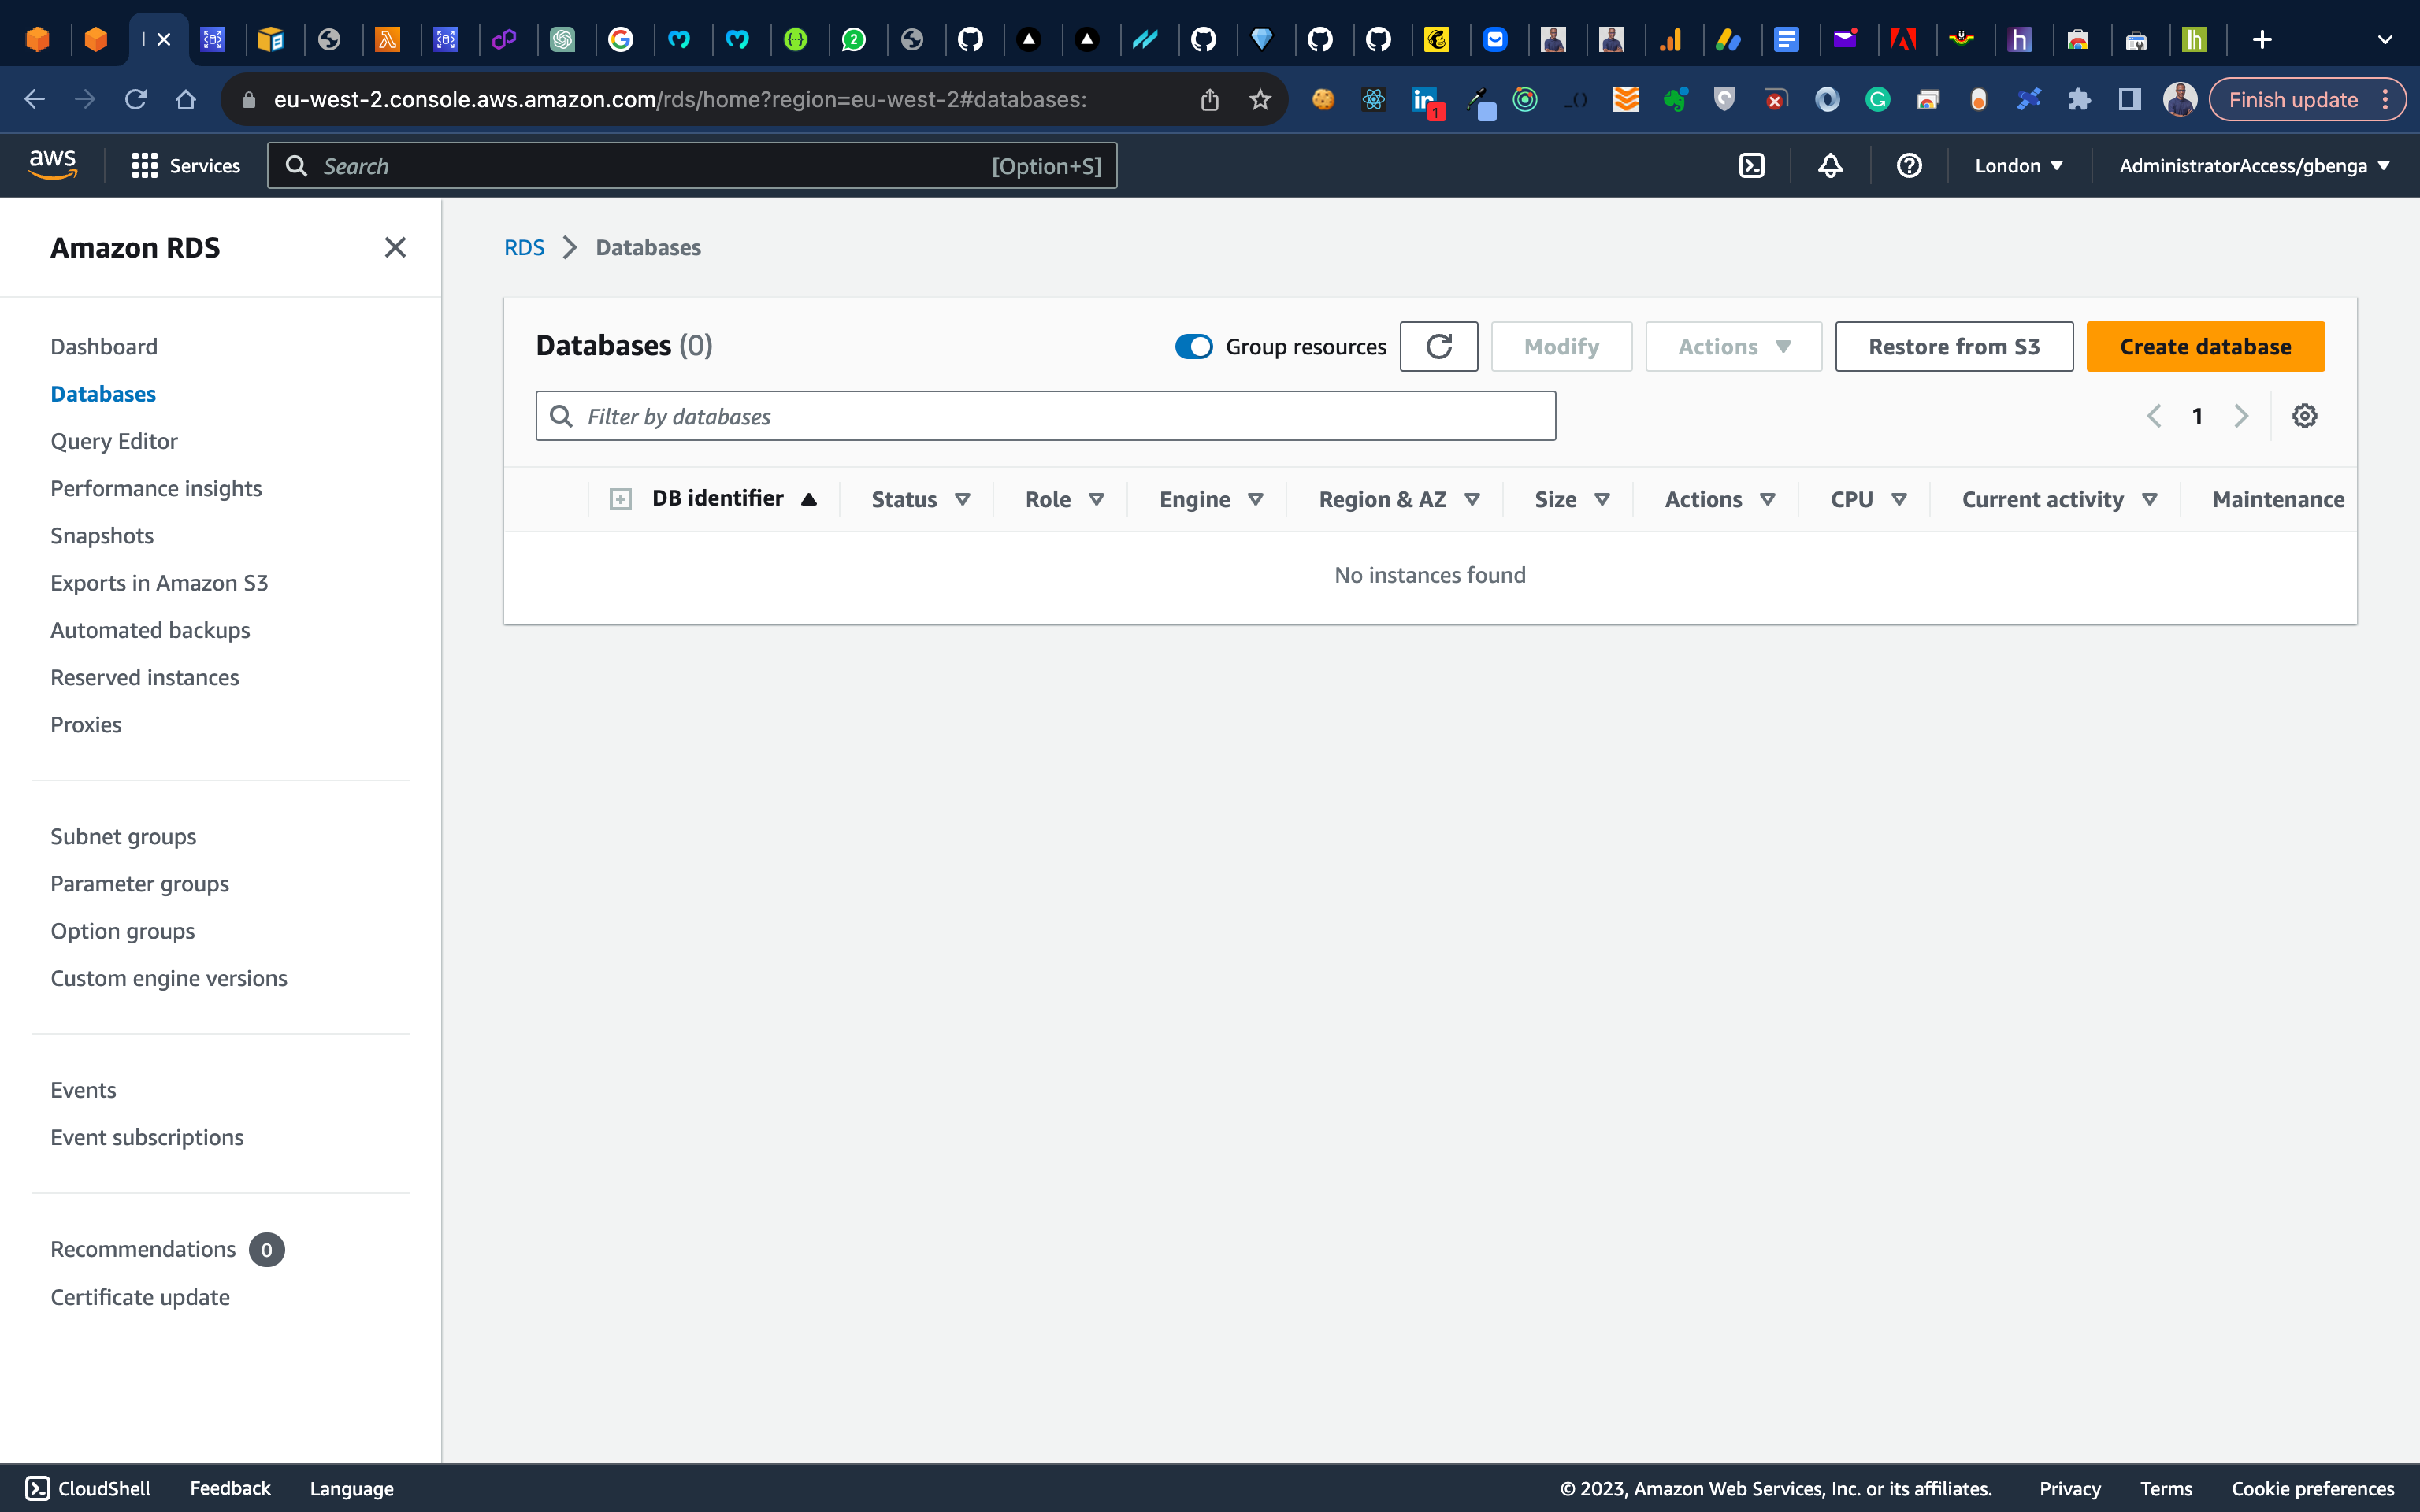 eu-west-2.console.aws.amazon.com/rds/home?region=eu-west-2#databases:
Finish update
aws
Services
Search
[Option+S]
London
AdministratorAccess/gbenga
Amazon RDS
RDS > Databases
Dashboard
Databases
Query Editor
Performance insights
Snapshots
Exports in Amazon S3
Automated backups
Reserved instances
Proxies
Subnet groups
Parameter groups
Option groups
Custom engine versions
Events
Event subscriptions
Recommendations 0
Certificate update
Databases (0)
Group resources
Modify
Actions
Restore from S3
Create database
Filter by databases
1
DB identifier
Status
Role
Engine
Region & AZ
Size
Actions
CPU
Current activity
Maintenance
No instances found
CloudShell
Feedback
Language
© 2023, Amazon Web Services, Inc. or its affiliates.
Privacy
Terms
Cookie preferences